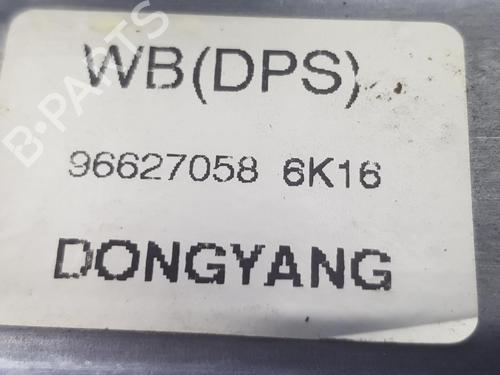 WB(DPS)
B-PARTS
96627058 6K16
DONGYANG